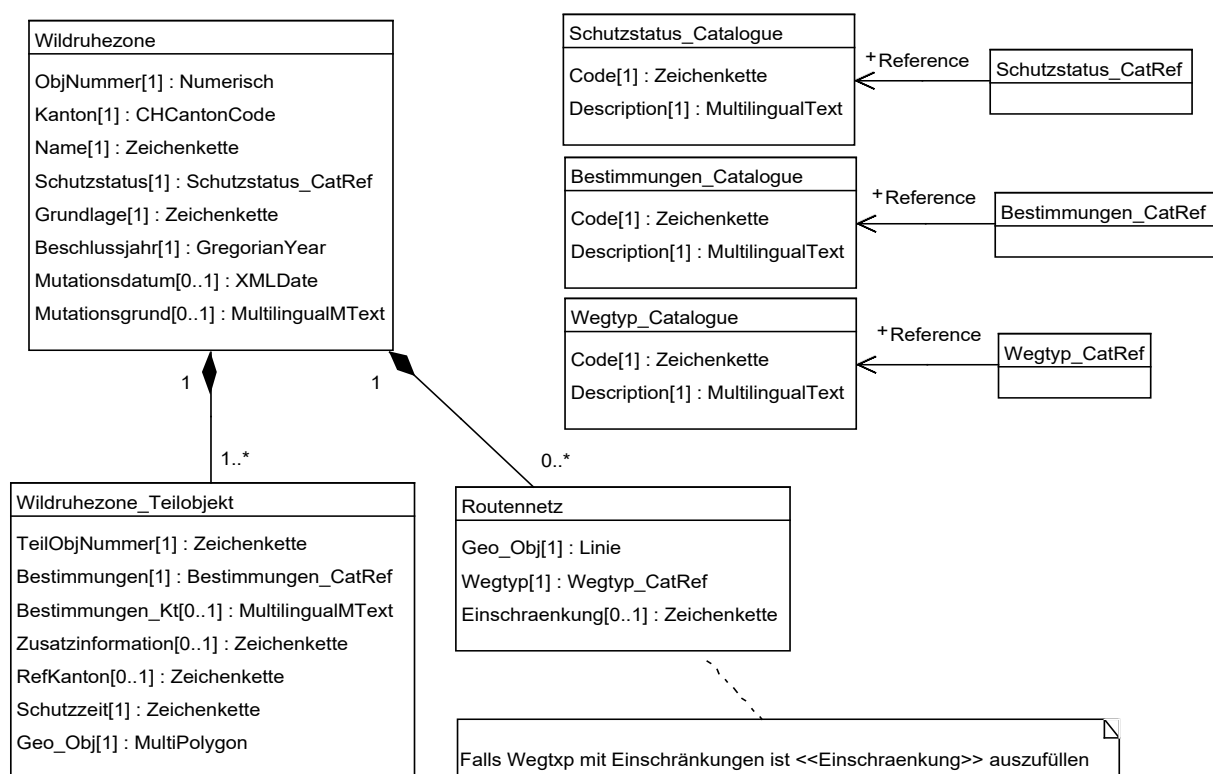 Wildruhezone
ObjNummer[1] : Numerisch
Kanton[1] : CHCantonCode
Name[1] : Zeichenkette
Schutzstatus[1] : Schutzstatus_CatRef
Grundlage[1] : Zeichenkette
Beschlussjahr[1] : GregorianYear
Mutationsdatum[0..1] : XMLDate
Mutationsgrund[0..1] : MultilingualMText
Schutzstatus_Catalogue
Code[1] : Zeichenkette
Description[1] : MultilingualText
+Reference
Schutzstatus_CatRef
Bestimmungen_Catalogue
Code[1] : Zeichenkette
Description[1] : MultilingualText
+Reference
Bestimmungen_CatRef
Wegtyp_Catalogue
Code[1] : Zeichenkette
Description[1] : MultilingualText
+Reference
Wegtyp_CatRef
1
1
1..*
0..*
Wildruhezone_Teilobjekt
TeilObjNummer[1] : Zeichenkette
Bestimmungen[1] : Bestimmungen_CatRef
Bestimmungen_Kt[0..1] : MultilingualMText
Zusatzinformation[0..1] : Zeichenkette
RefKanton[0..1] : Zeichenkette
Schutzzeit[1] : Zeichenkette
Geo_Obj[1] : MultiPolygon
Routennetz
Geo_Obj[1] : Linie
Wegtyp[1] : Wegtyp_CatRef
Einschraenkung[0..1] : Zeichenkette
Falls Wegtxp mit Einschränkungen ist <<Einschraenkung>> auszufüllen